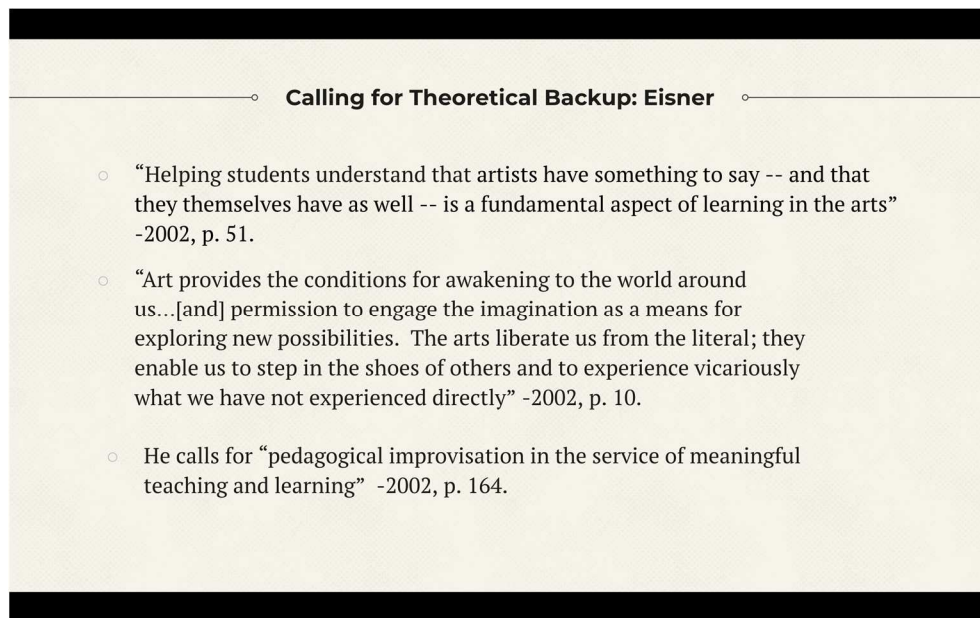 Calling for Theoretical Backup: Eisner
“Helping students understand that artists have something to say -- and that
they themselves have as well -- is a fundamental aspect of learning in the arts”
-2002, p. 51.
“Art provides the conditions for awakening to the world around
us...[and] permission to engage the imagination as a means for
exploring new possibilities.  The arts liberate us from the literal; they
enable us to step in the shoes of others and to experience vicariously
what we have not experienced directly” -2002, p. 10.
He calls for “pedagogical improvisation in the service of meaningful
teaching and learning”  -2002, p. 164.